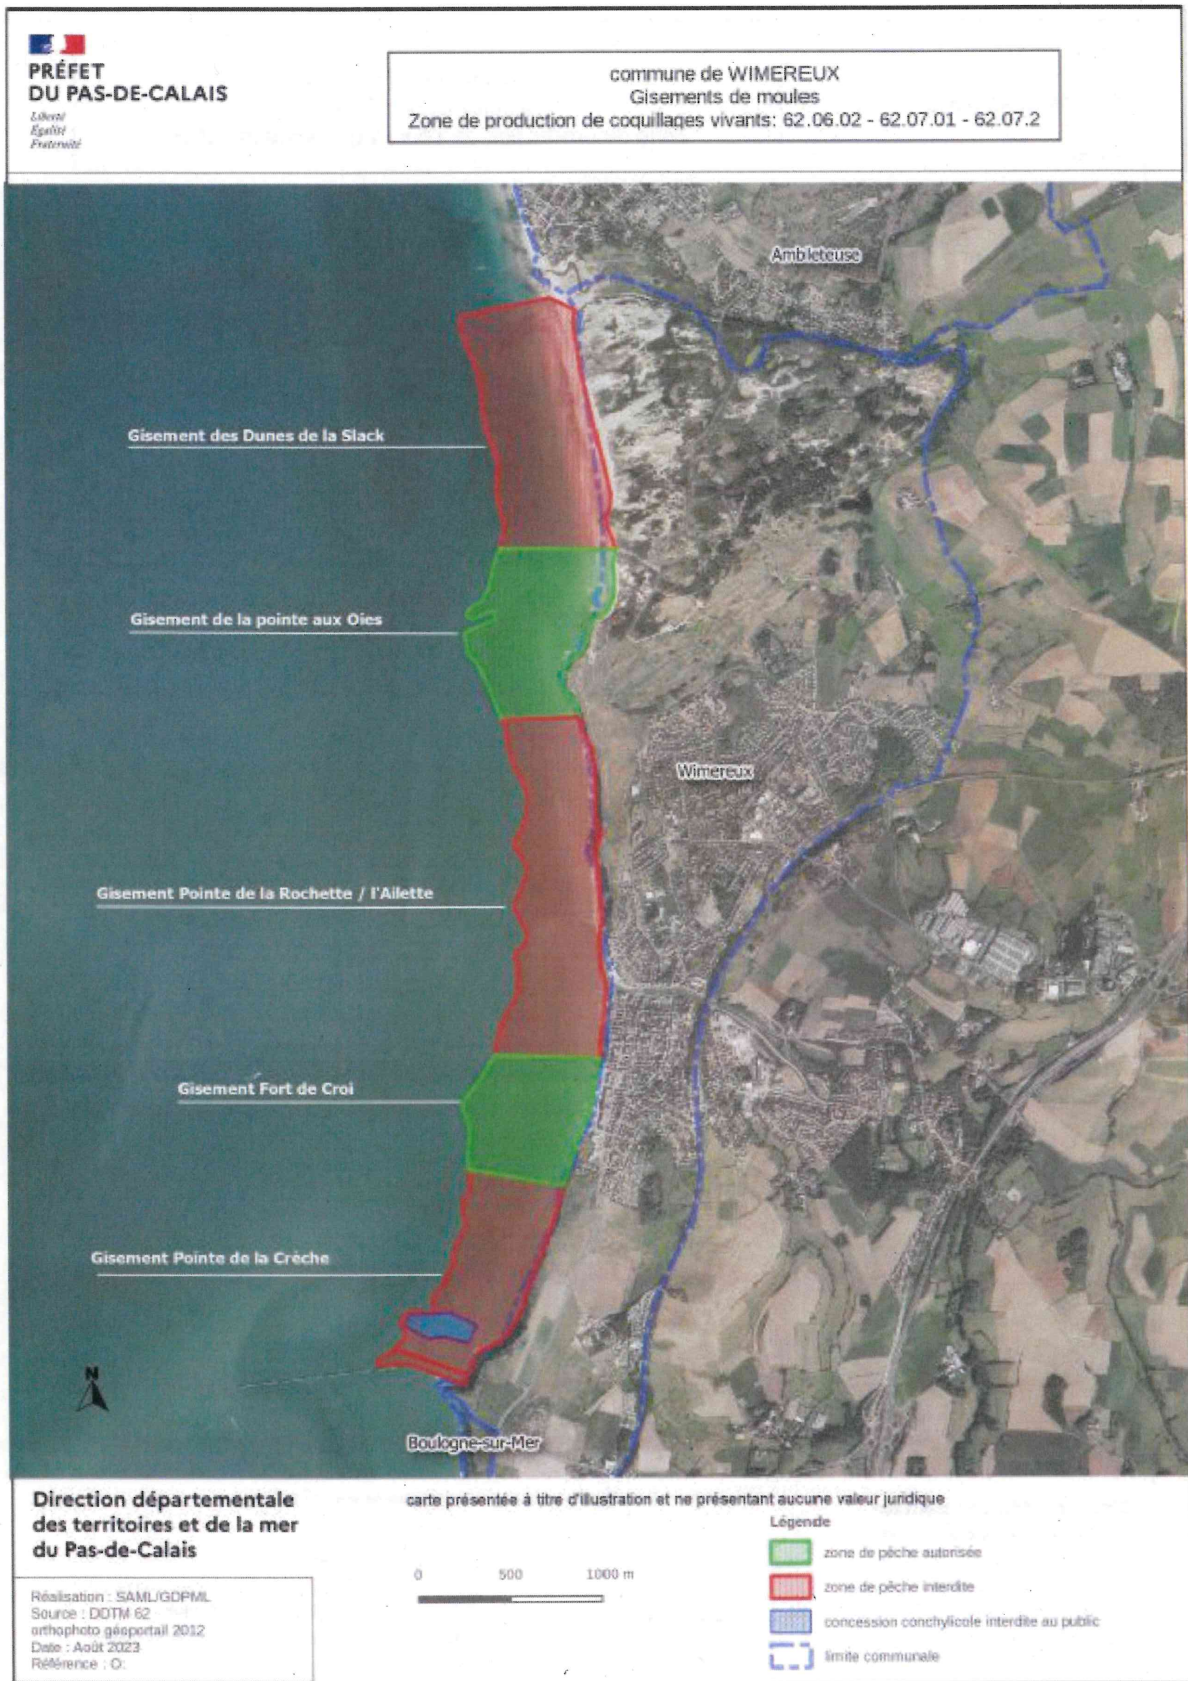 PRÉFET
DU PAS-DE-CALAIS
Liberté
Égalité
Fraternité
commune de WIMEREUX
Gisements de moules
Zone de production de coquillages vivants: 62.06.02 - 62.07.01 - 62.07.2
Ambleteuse
Gisement des Dunes de la Slack
Gisement de la pointe aux Oies
Wimereux
Gisement Pointe de la Rochette / l'Ailette
Gisement Fort de Croi
Gisement Pointe de la Crèche
N
Boulogne-sur-Mer
Direction départementale
des territoires et de la mer
du Pas-de-Calais
carte présentée à titre d'illustration et ne présentant aucune valeur juridique
Légende
zone de pêche autorisée
zone de pêche interdite
concession conchylicole interdite au public
limite communale
0 500 1000 m
Réalisation : SAML/GDPML
Source : DDTM 62
orthophoto géoportail 2012
Date : Août 2023
Référence : O: